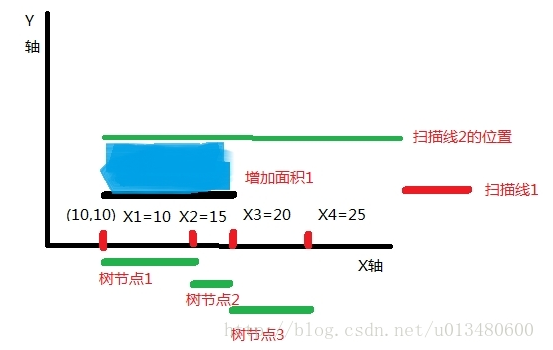 Y
轴
扫描线2的位置
增加面积1
扫描线1
(10,10) X1=10 X2=15 X3=20 X4=25
X轴
树节点1
树节点2
树节点3
http://blog.csdn.net/u013480600